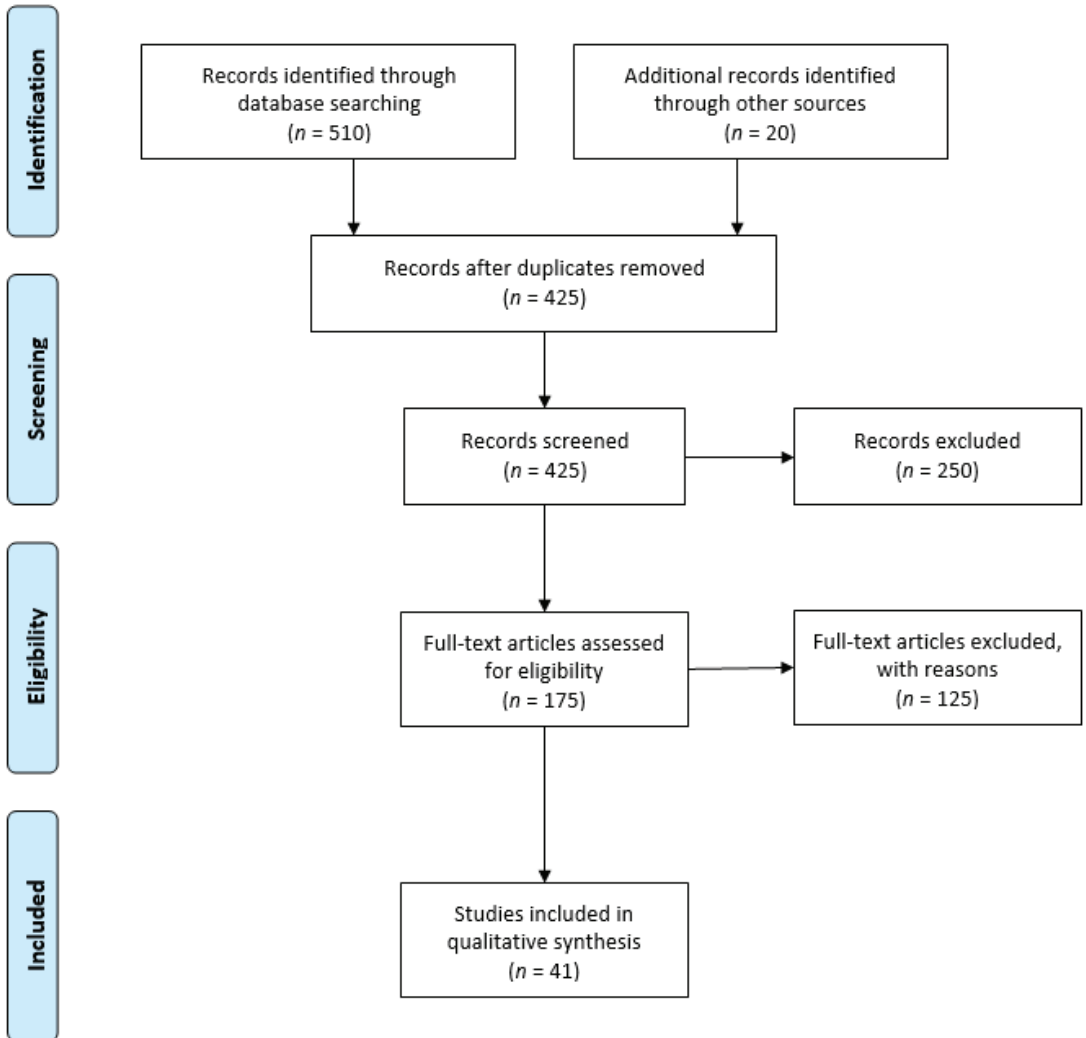 Identification
Records identified through
database searching
(n = 510)
Additional records identified
through other sources
(n = 20)
Records after duplicates removed
(n = 425)
Screening
Records screened
(n = 425)
Records excluded
(n = 250)
Eligibility
Full-text articles assessed
for eligibility
(n = 175)
Full-text articles excluded,
with reasons
(n = 125)
Included
Studies included in
qualitative synthesis
(n = 41)